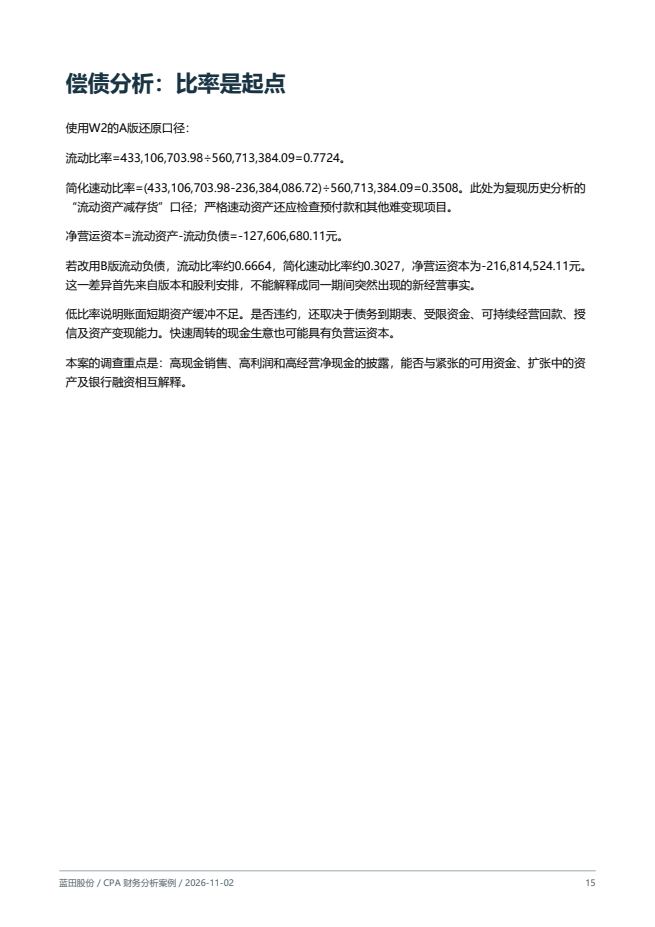 偿债分析：比率是起点
使用W2的A版还原口径：
流动比率=433,106,703.98÷560,713,384.09=0.7724。
简化速动比率=(433,106,703.98-236,384,086.72)÷560,713,384.09=0.3508。此处为复现历史分析的
“流动资产减存货”口径；严格速动资产还应检查预付款和其他难变现项目。
净营运资本=流动资产-流动负债=-127,606,680.11元。
若改用B版流动负债，流动比率约0.6664，简化速动比率约0.3027，净营运资本为-216,814,524.11元。
这一差异首先来自版本和股利安排，不能解释成同一期间突然出现的新经营事实。
低比率说明账面短期资产缓冲不足。是否违约，还取决于债务到期表、受限资金、可持续经营回款、授
信及资产变现能力。快速周转的现金生意也可能具有负营运资本。
本案的调查重点是：高现金销售、高利润和高经营净现金的披露，能否与紧张的可用资金、扩张中的资
产及银行融资相互解释。
蓝田股份 / CPA 财务分析案例 / 2026-11-02
15